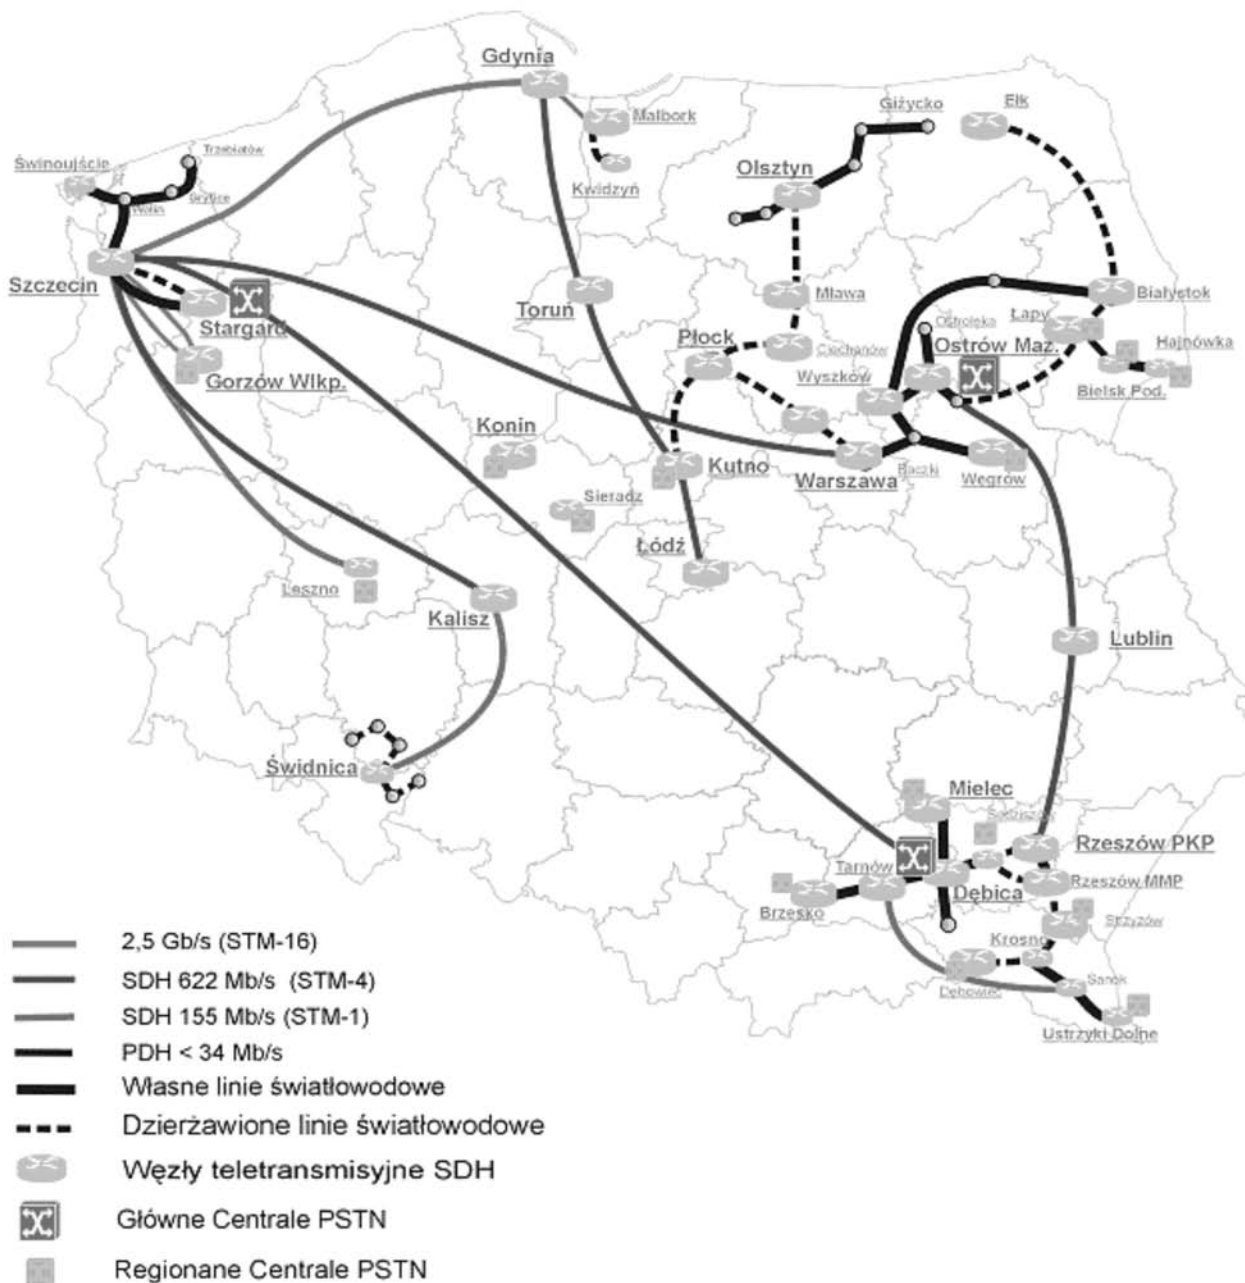 Gdynia
Malbork
Giżycko
Ełk
Świnoujście
Trzebiatów
Gryfice
Wolin
Kwidzyń
Olsztyn
Szczecin
Stargard
Toruń
Mława
Białystok
Łapy
Ostrołęka
Płock
Ciechanów
Ostrów Maz.
Hajnówka
Gorzów Wlkp.
Wyszków
Bielsk Pod.
Konin
Kutno
Warszawa
Baczki
Węgrów
Sieradz
Łódź
Leszno
Kalisz
Lublin
Świdnica
Mielec
Sędziszów
Rzeszów PKP
Tarnów
Dębica
Rzeszów MMP
Brzesko
Strzyżów
Krosno
Dębowiec
Sanok
Ustrzyki Dolne
2,5 Gb/s (STM-16)
SDH 622 Mb/s (STM-4)
SDH 155 Mb/s (STM-1)
PDH < 34 Mb/s
Własne linie światłowodowe
Dzierżawione linie światłowodowe
Węzły teletransmisyjne SDH
Główne Centrale PSTN
Regionane Centrale PSTN